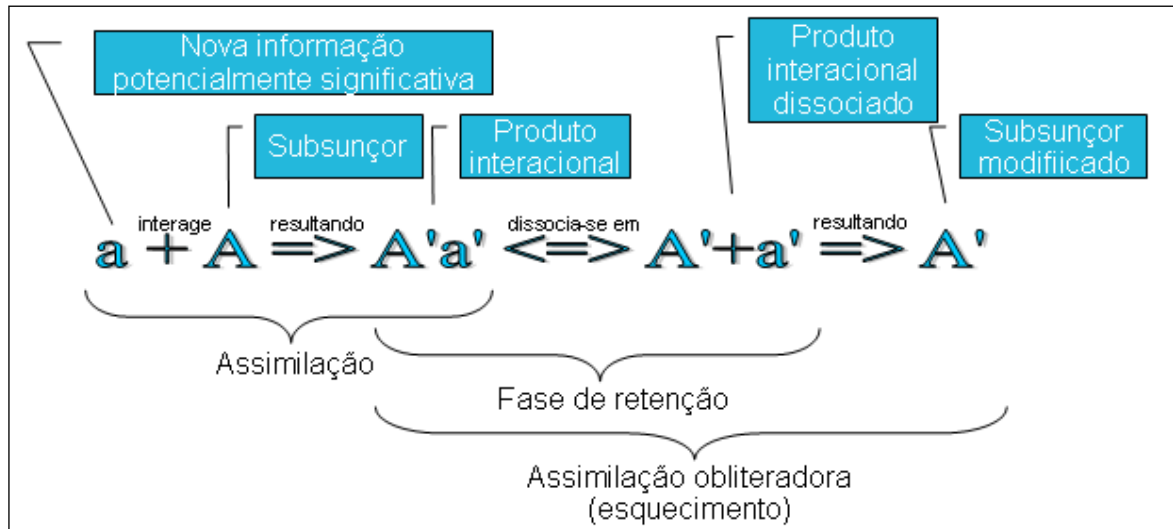 Nova informação
potencialmente significativa
Produto
interacional
dissociado
Subsunçor
Produto
interacional
Subsunçor
modifiicado
a interage + A resultando => A'a' dissocia-se em <=> A'+a' resultando => A'
Assimilação
Fase de retenção
Assimilação obliteradora
(esquecimento)